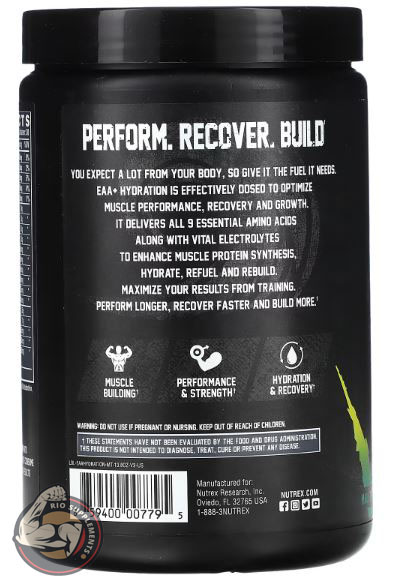 CTS
PERFORM. RECOVER. BUILD
YOU EXPECT A LOT FROM YOUR BODY, SO GIVE IT THE FUEL IT NEEDS.
EAA+ HYDRATION IS EFFECTIVELY DOSED TO OPTIMIZE
MUSCLE PERFORMANCE, RECOVERY AND GROWTH.
IT DELIVERS ALL 9 ESSENTIAL AMINO ACIDS
ALONG WITH VITAL ELECTROLYTES
TO ENHANCE MUSCLE PROTEIN SYNTHESIS,
HYDRATE, REFUEL AND REBUILD.
MAXIMIZE YOUR RESULTS FROM TRAINING.
PERFORM LONGER, RECOVER FASTER AND BUILD MORE.†
MUSCLE
BUILDING†
PERFORMANCE
& STRENGTH†
HYDRATION
& RECOVERY†
WARNING: DO NOT USE IF PREGNANT OR NURSING. KEEP OUT OF REACH OF CHILDREN.
† THESE STATEMENTS HAVE NOT BEEN EVALUATED BY THE FOOD AND DRUG ADMINISTRATION.
THIS PRODUCT IS NOT INTENDED TO DIAGNOSE, TREAT, CURE OR PREVENT ANY DISEASE.
59400 00779 5
Manufactured for:
Nutrex Research, Inc.
Oviedo, FL 32765 USA
1-888-3NUTREX
NUTREX.COM
RIO SUPPLEMENTS